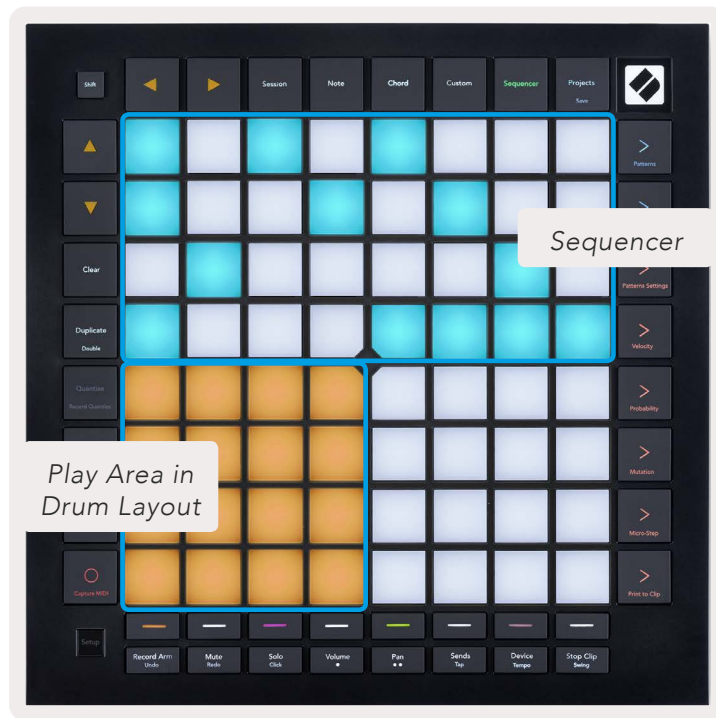 Shift
Session
Note
Chord
Custom
Sequencer
Projects
Save
Patterns
Sequencer
Clear
Patterns Settings
Duplicate
Double
Velocity
Quantise
Record Quantise
Probability
Play Area in
Drum Layout
Mutation
Micro-Step
Capture MIDI
Print to Clip
Setup
Record Arm
Undo
Mute
Redo
Solo
Click
Volume
Pan
Sends
Tap
Device
Tempo
Stop Clip
Swing